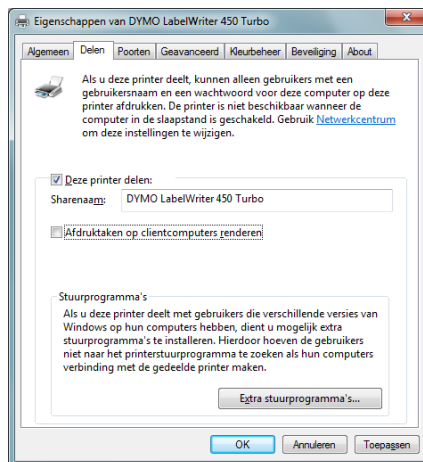 Eigenschappen van DYMO LabelWriter 450 Turbo
Algemeen Delen Poorten Geavanceerd Kleurbeheer Beveiliging About
Als u deze printer deelt, kunnen alleen gebruikers met een
gebruikersnaam en een wachtwoord voor deze computer op deze
printer afdrukken. De printer is niet beschikbaar wanneer de
computer in de slaapstand is geschakeld. Gebruik Netwerkcentrum
om deze instellingen te wijzigen.
Deze printer delen:
Sharenaam: DYMO LabelWriter 450 Turbo
Afdruktaken op clientcomputers renderen
Stuurprogramma's
Als u deze printer deelt met gebruikers die verschillende versies van
Windows op hun computers hebben, dient u mogelijk extra
stuurprogramma's te installeren. Hierdoor hoeven de gebruikers
niet naar het printerstuurprogramma te zoeken als hun computers
verbinding met de gedeelde printer maken.
Extra stuurprogramma's...
OK Annuleren Toepassen